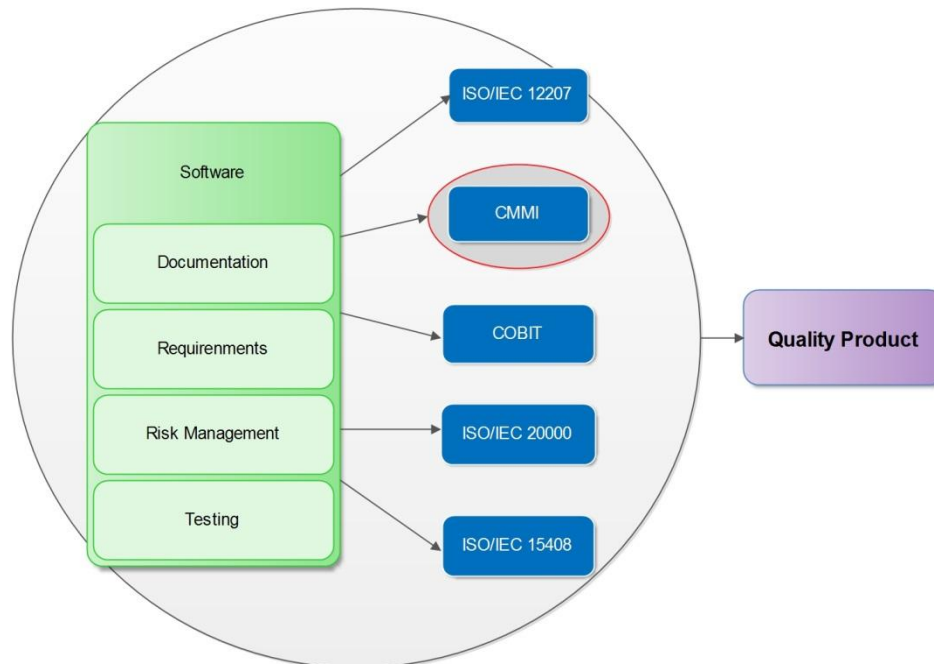 Software
Documentation
Requirenments
Risk Management
Testing
ISO/IEC 12207
CMMI
COBIT
ISO/IEC 20000
ISO/IEC 15408
Quality Product